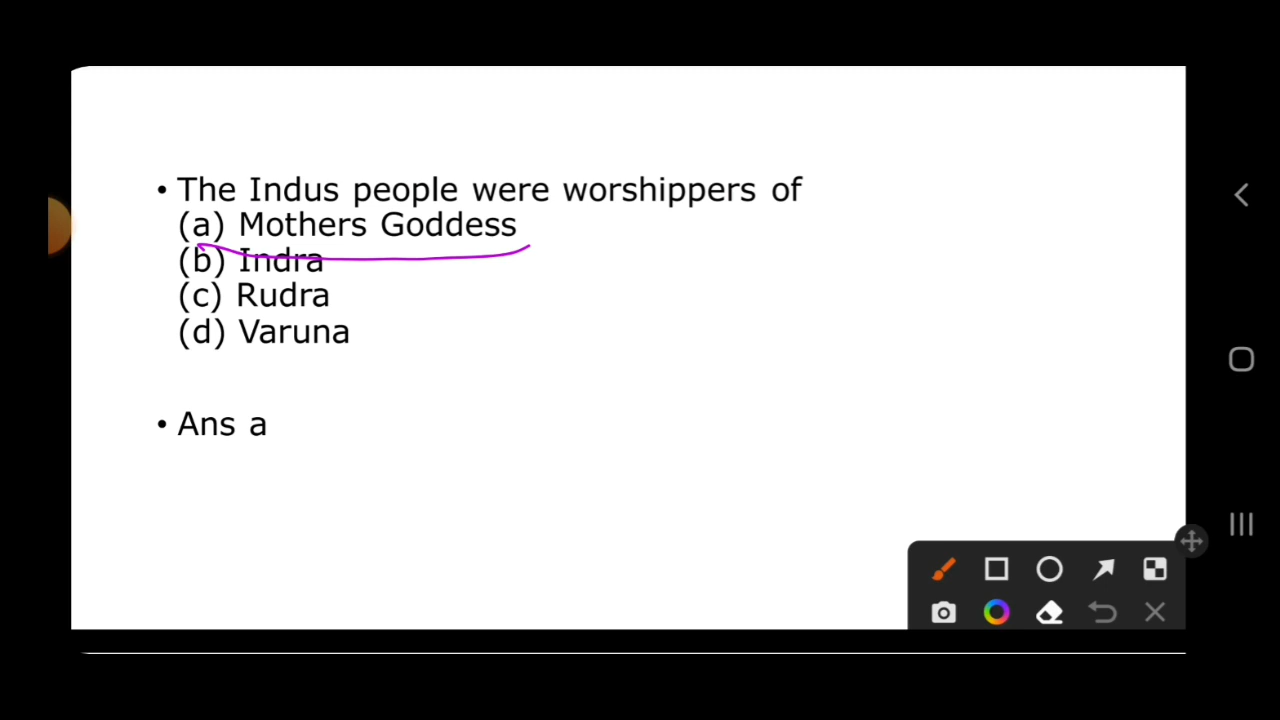 • The Indus people were worshippers of
(a) Mothers Goddess
(b) Indra
(c) Rudra
(d) Varuna
• Ans a